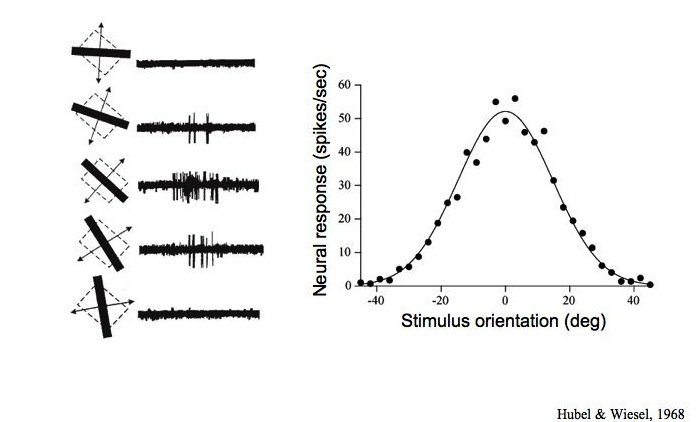 Neural response (spikes/sec)
60
50
40
30
20
10
0
-40 -20 0 20 40
Stimulus orientation (deg)
Hubel & Wiesel, 1968